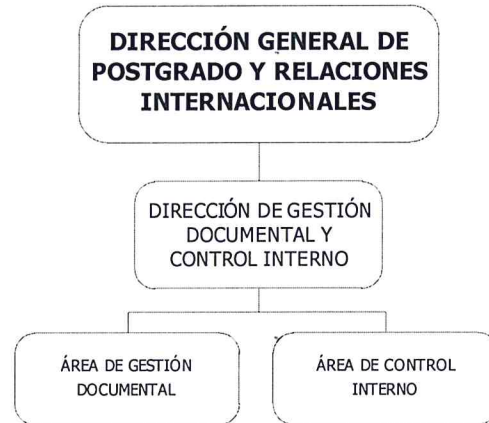 DIRECCIÓN GENERAL DE
POSTGRADO Y RELACIONES
INTERNACIONALES
DIRECCIÓN DE GESTIÓN
DOCUMENTAL Y
CONTROL INTERNO
ÁREA DE GESTIÓN
DOCUMENTAL
ÁREA DE CONTROL
INTERNO